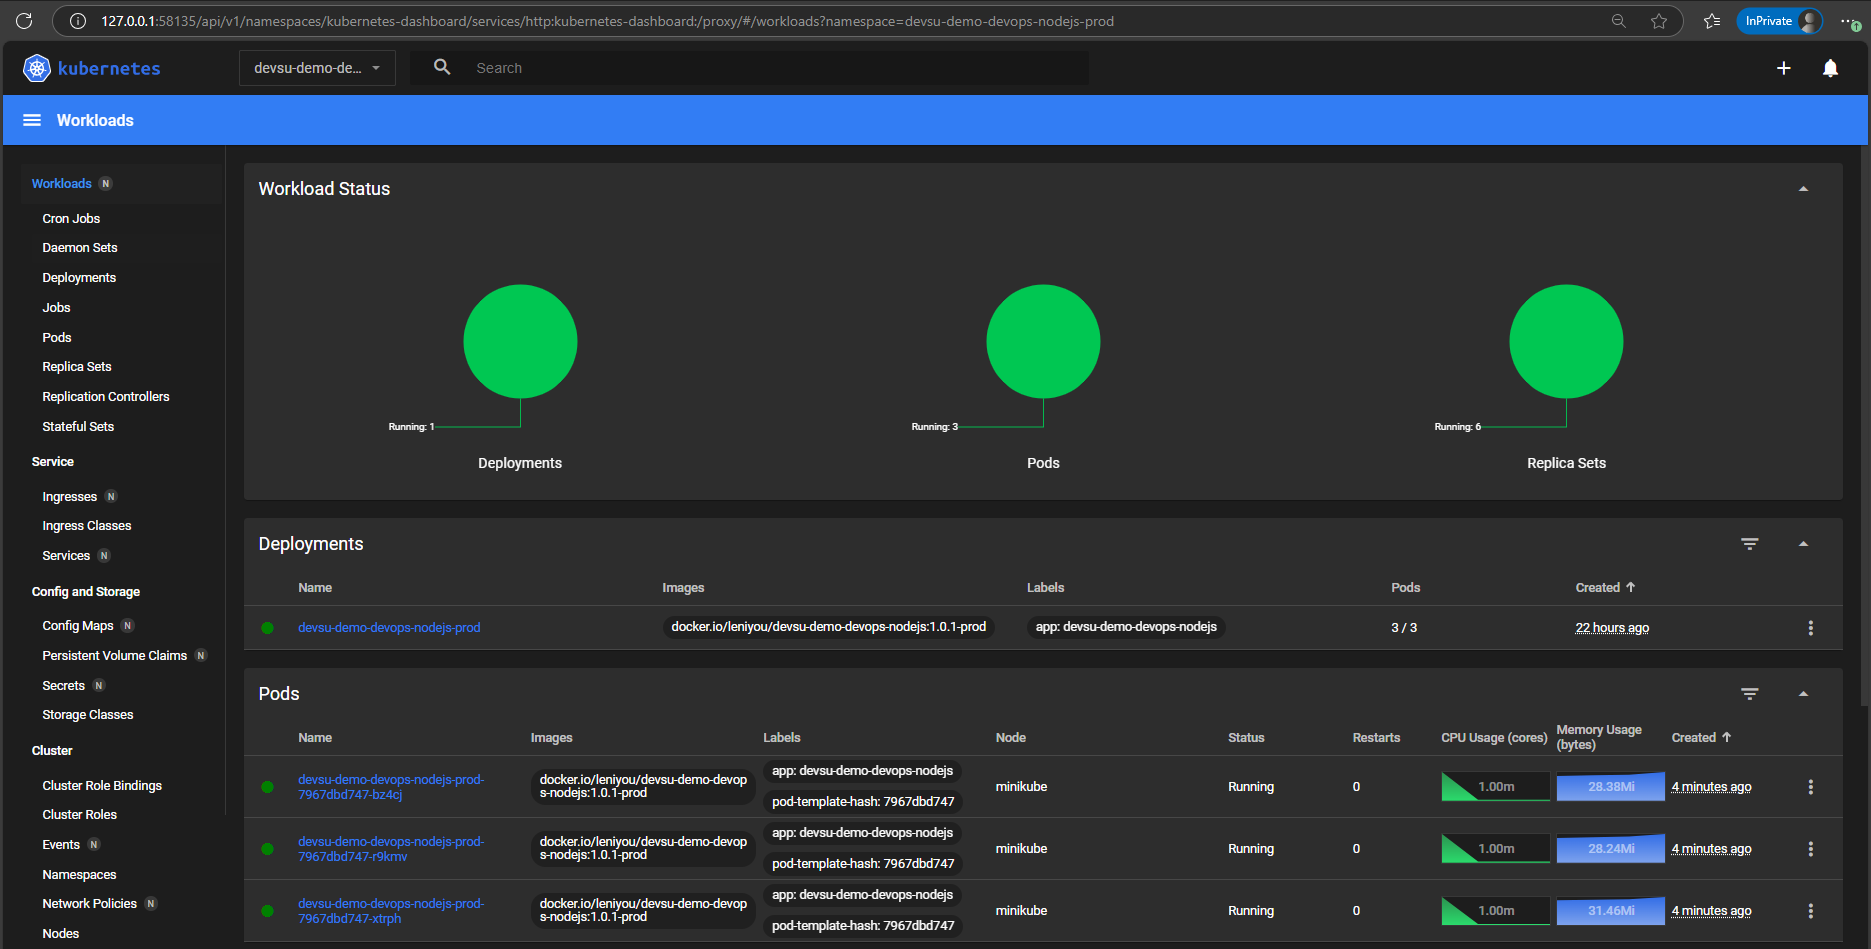 127.0.0.1:58135/api/v1/namespaces/kubernetes-dashboard/services/http:kubernetes-dashboard:/proxy/#/workloads?namespace=devsu-demo-devops-nodejs-prod
InPrivate
kubernetes
devsu-demo-de...
Search
Workloads
Workloads N
Cron Jobs
Daemon Sets
Deployments
Jobs
Pods
Replica Sets
Replication Controllers
Stateful Sets
Service
Ingresses N
Ingress Classes
Services N
Config and Storage
Config Maps N
Persistent Volume Claims N
Secrets N
Storage Classes
Cluster
Cluster Role Bindings
Cluster Roles
Events N
Namespaces
Network Policies N
Nodes
Workload Status
Running: 1
Deployments
Running: 3
Pods
Running: 6
Replica Sets
Deployments
Name Images Labels Pods Created
devsu-demo-devops-nodejs-prod docker.io/leniyou/devsu-demo-devops-nodejs:1.0.1-prod app: devsu-demo-devops-nodejs 3 / 3 22 hours ago
Pods
Name Images Labels Node Status Restarts CPU Usage (cores) Memory Usage
(bytes) Created
devsu-demo-devops-nodejs-prod-
7967dbd747-bz4cj
docker.io/leniyou/devsu-demo-devop
s-nodejs:1.0.1-prod
app: devsu-demo-devops-nodejs
pod-template-hash: 7967dbd747
minikube Running 0 1.00m 28.38Mi 4 minutes ago
devsu-demo-devops-nodejs-prod-
7967dbd747-r9kmv
docker.io/leniyou/devsu-demo-devop
s-nodejs:1.0.1-prod
app: devsu-demo-devops-nodejs
pod-template-hash: 7967dbd747
minikube Running 0 1.00m 28.24Mi 4 minutes ago
devsu-demo-devops-nodejs-prod-
7967dbd747-xtrph
docker.io/leniyou/devsu-demo-devop
s-nodejs:1.0.1-prod
app: devsu-demo-devops-nodejs
pod-template-hash: 7967dbd747
minikube Running 0 1.00m 31.46Mi 4 minutes ago